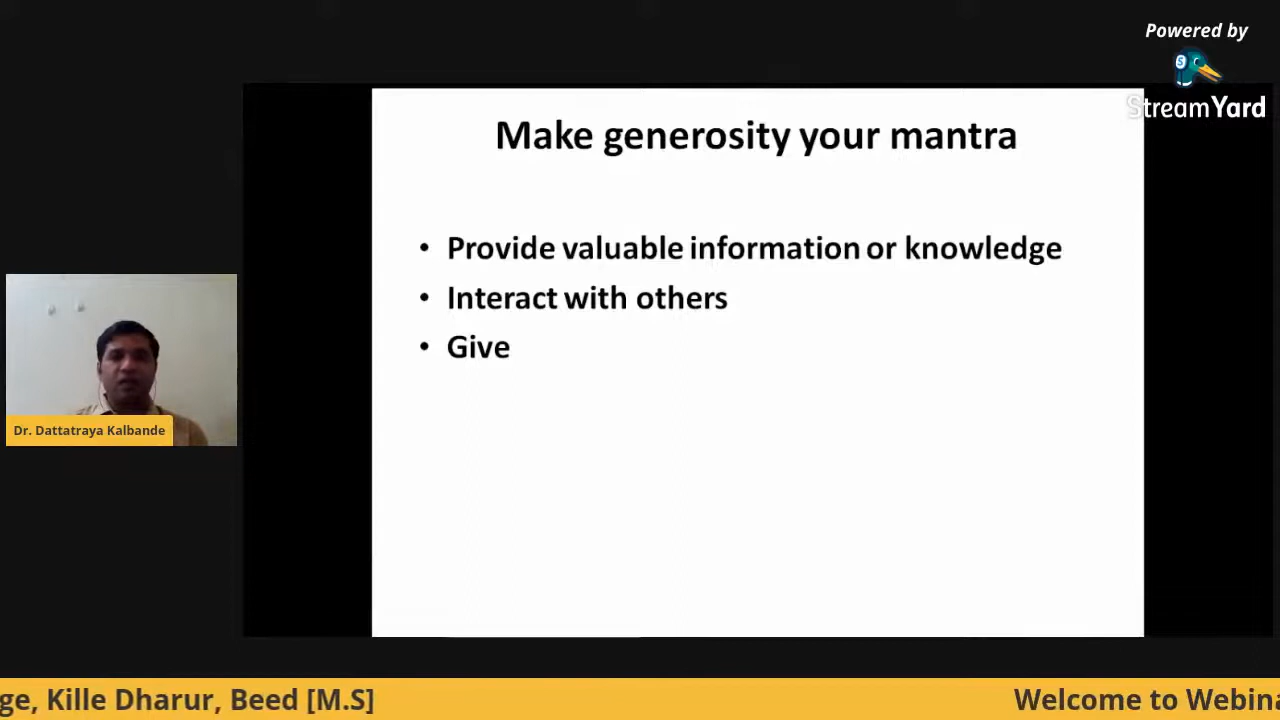 Powered by
StreamYard
Make generosity your mantra
• Provide valuable information or knowledge
• Interact with others
• Give
Dr. Dattatraya Kalbande
ge, Kille Dharur, Beed [M.S]
Welcome to Webina